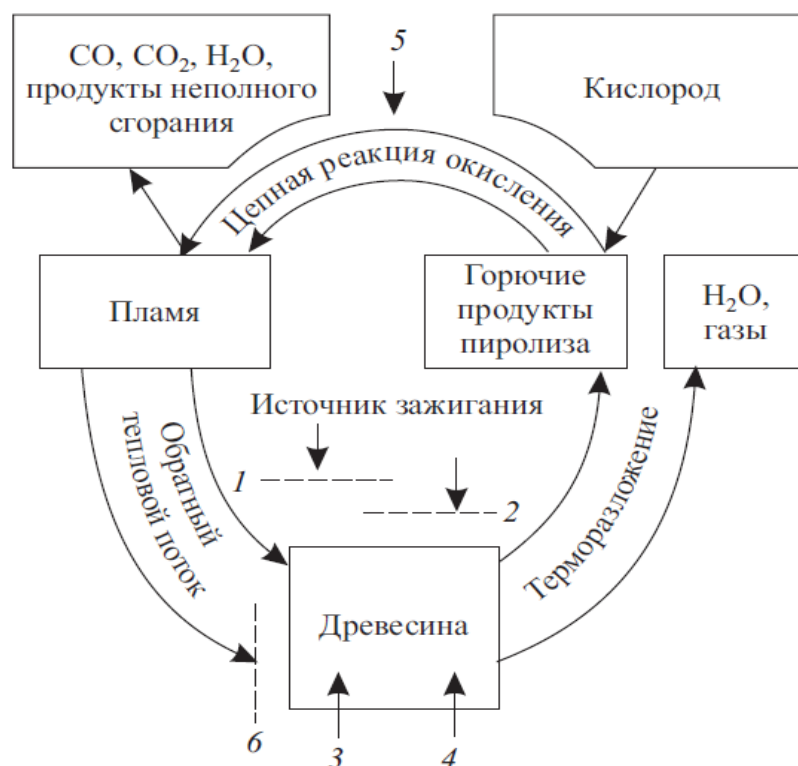 CO, CO₂, H₂O,
продукты неполного
сгорания
5
Кислород
Цепная реакция окисления
Пламя
Горючие
продукты
пиролиза
H₂O,
газы
Источник зажигания
Обратный
тепловой поток
1
2
Терморазложение
Древесина
6
3
4